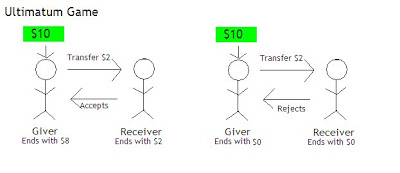 Ultimatum Game
$10
Transfer $2
Accepts
Giver
Ends with $8
Receiver
Ends with $2
$10
Transfer $2
Rejects
Giver
Ends with $0
Receiver
Ends with $0